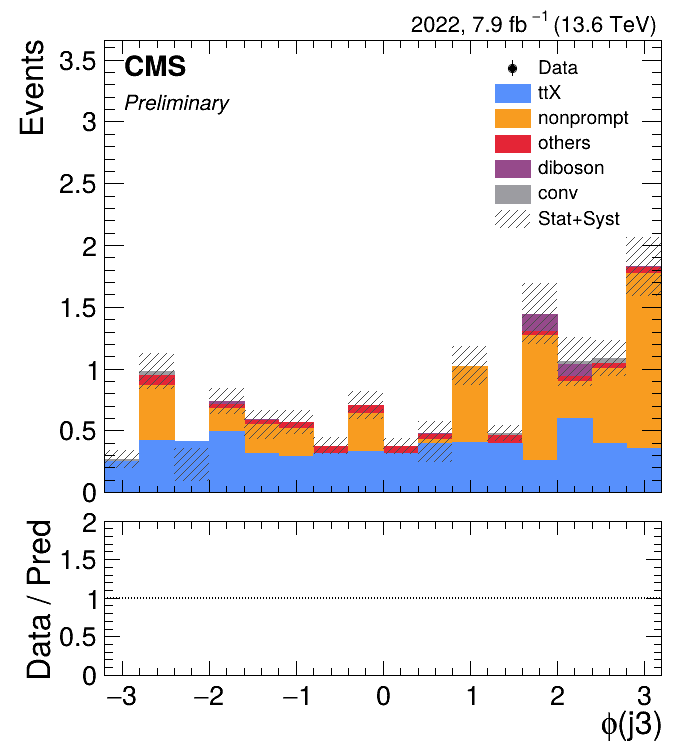 2022, 7.9 fb⁻¹ (13.6 TeV)
Events
CMS
Preliminary
Data
ttX
nonprompt
others
diboson
conv
Stat+Syst
3.5
3
2.5
2
1.5
1
0.5
0
Data / Pred
2
1.5
1
0.5
0
−3 −2 −1 0 1 2 3
ϕ(j3)